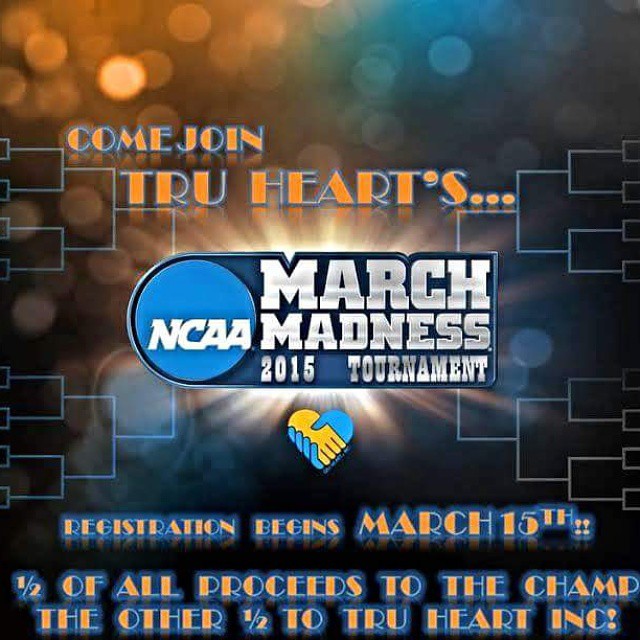 COME JOIN
TRU HEART'S...
NCAA MARCH
MADNESS
2015 TOURNAMENT
REGISTRATION BEGINS MARCH 15TH!!
½ OF ALL PROCEEDS TO THE CHAMP
THE OTHER ½ TO TRU HEART INC!